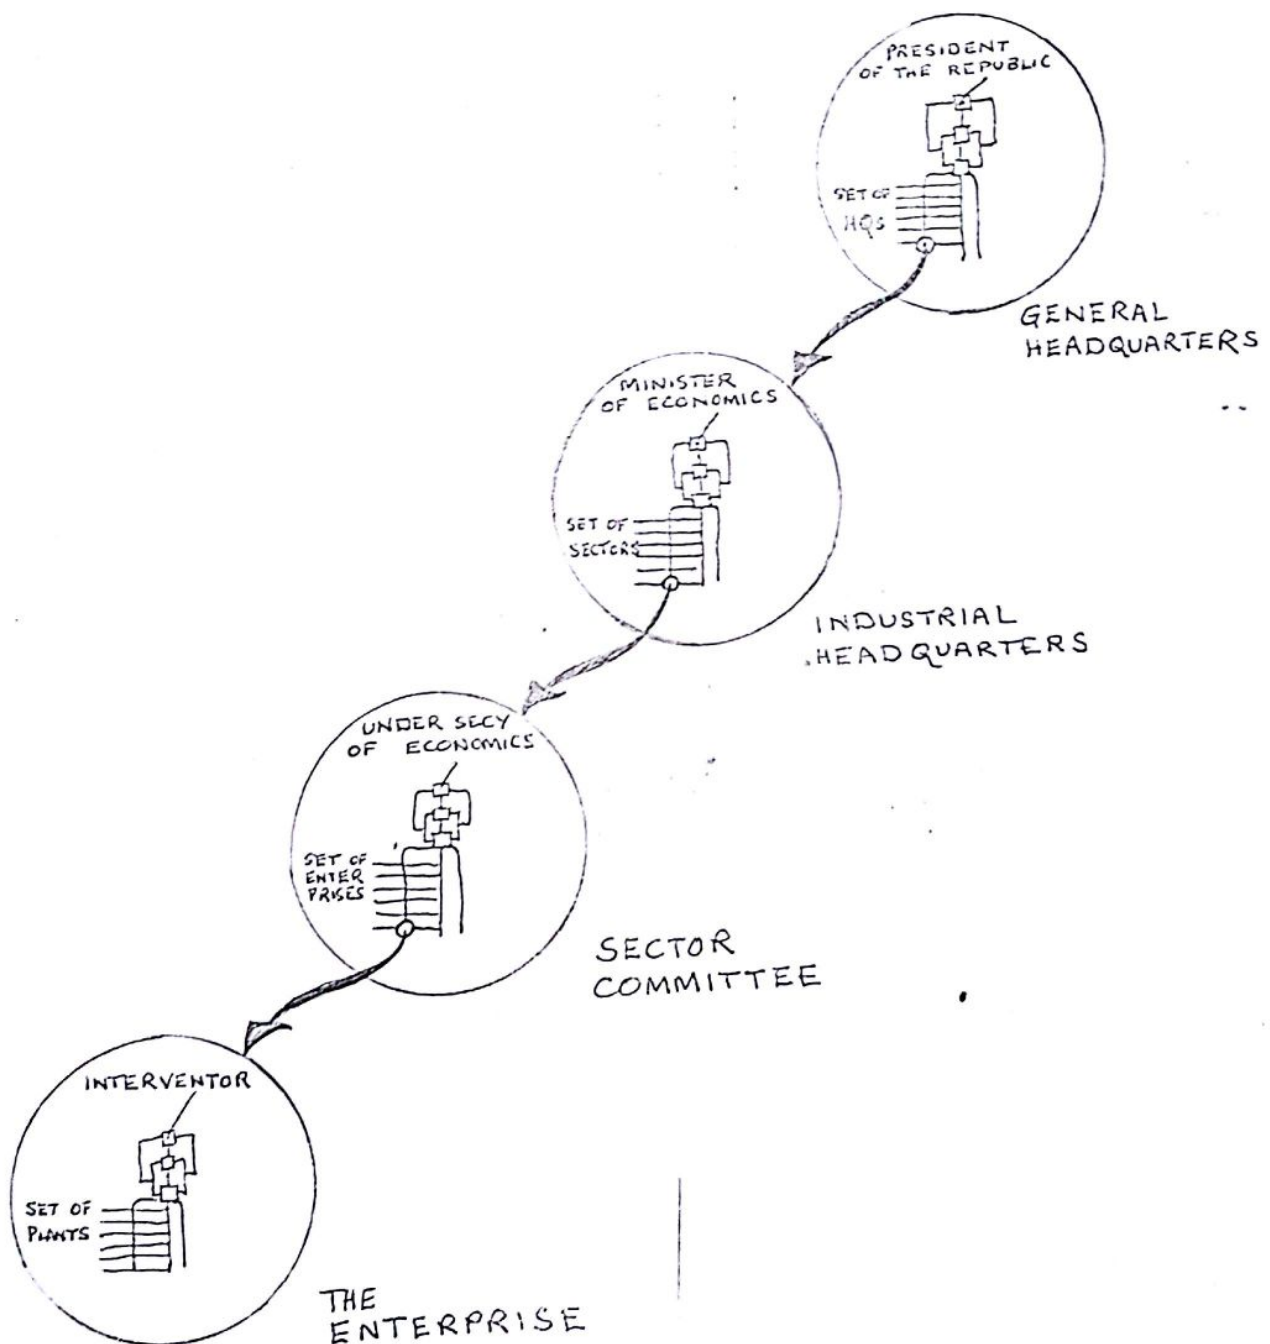 PRESIDENT
OF THE REPUBLIC
SET OF
HQS
GENERAL
HEADQUARTERS
MINISTER
OF ECONOMICS
SET OF
SECTORS
INDUSTRIAL
HEADQUARTERS
UNDER SECY
OF ECONOMICS
SET OF
ENTER
PRISES
SECTOR
COMMITTEE
INTERVENTOR
SET OF
PLANTS
THE
ENTERPRISE